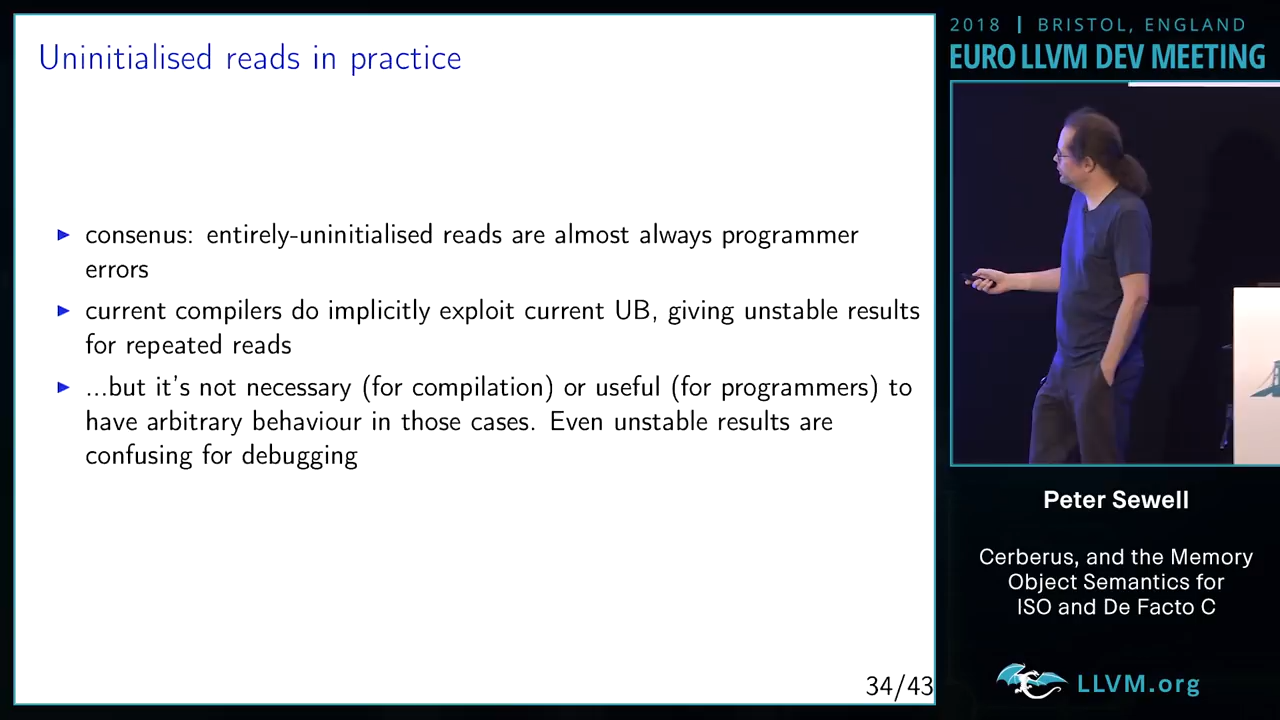 Uninitialised reads in practice
▶ consenus: entirely-uninitialised reads are almost always programmer
errors
▶ current compilers do implicitly exploit current UB, giving unstable results
for repeated reads
▶ ...but it's not necessary (for compilation) or useful (for programmers) to
have arbitrary behaviour in those cases. Even unstable results are
confusing for debugging
34/43
2018 | BRISTOL, ENGLAND
EURO LLVM DEV MEETING
Peter Sewell
Cerberus, and the Memory
Object Semantics for
ISO and De Facto C
LLVM.org